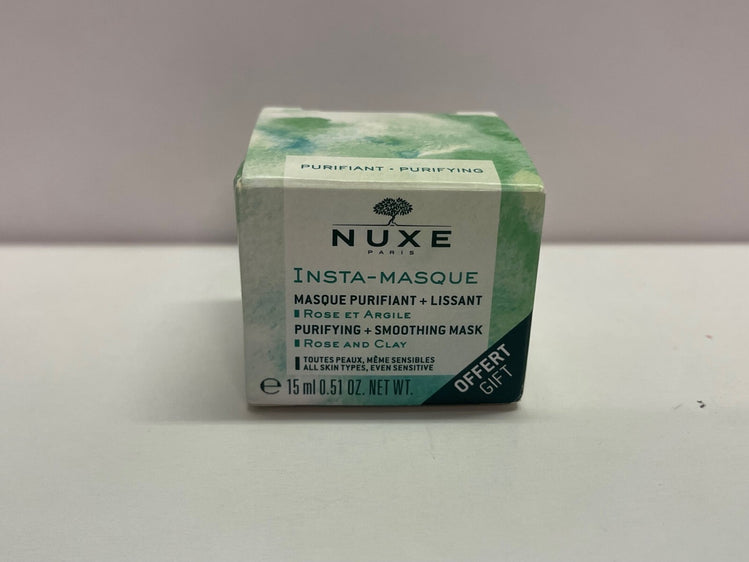 PURIFIANT - PURIFYING
NUXE
PARIS
INSTA-MASQUE
MASQUE PURIFIANT + LISSANT
ROSE ET ARGILE
PURIFYING + SMOOTHING MASK
ROSE AND CLAY
TOUTES PEAUX, MÊME SENSIBLES
ALL SKIN TYPES, EVEN SENSITIVE
℮ 15 ml 0.51 OZ. NET WT.
OFFERT
GIFT